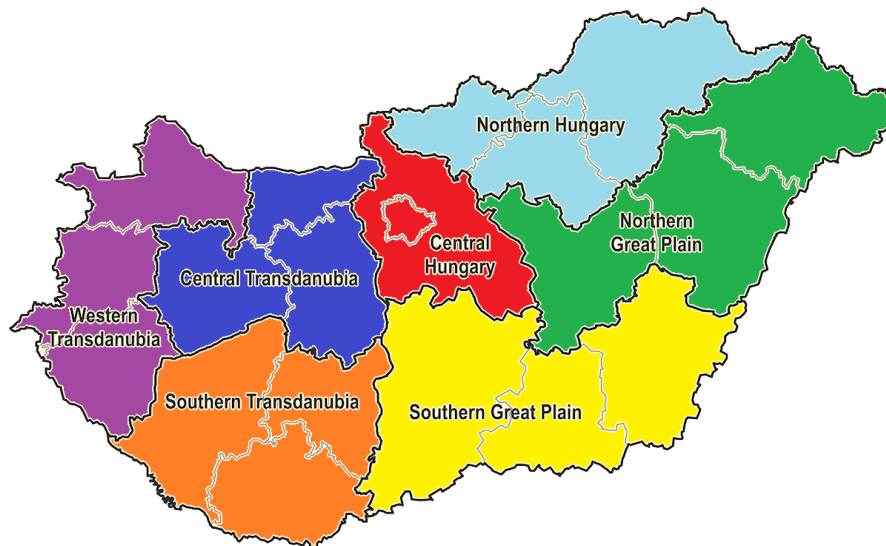 Northern Hungary
Northern
Great Plain
Central
Hungary
Central Transdanubia
Western
Transdanubia
Southern Transdanubia
Southern Great Plain